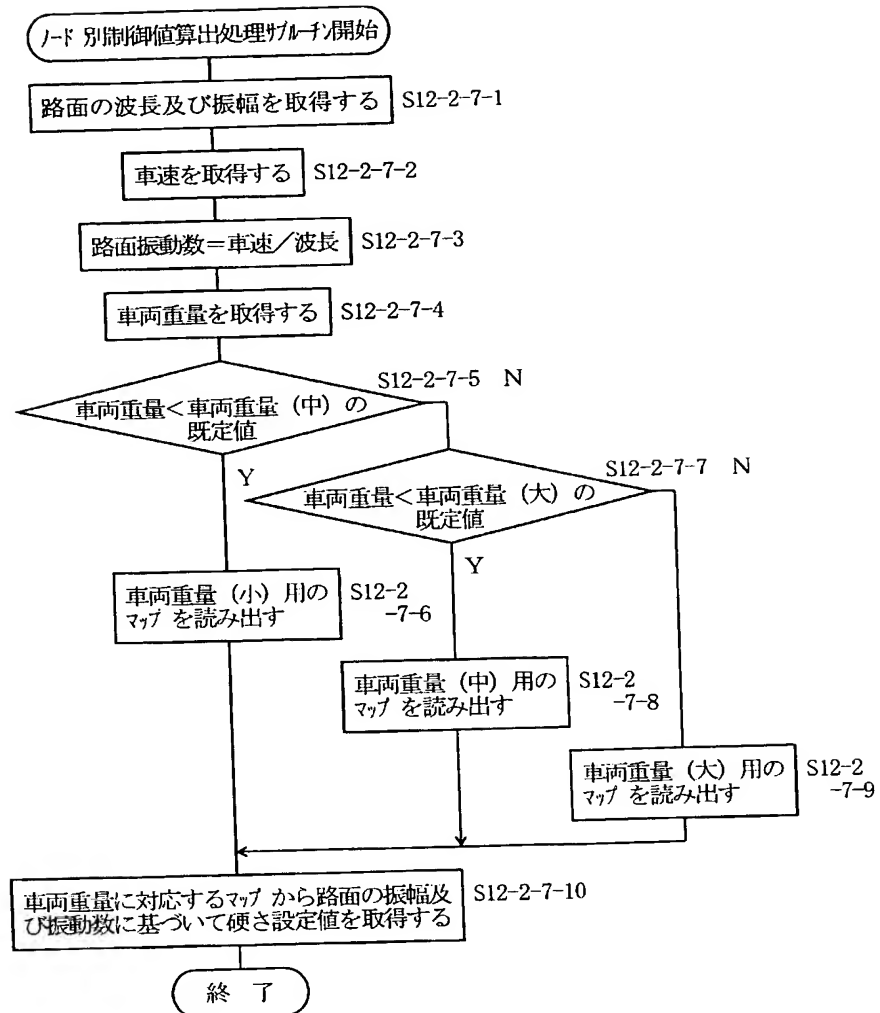 ノード 別制御値算出処理サブルーチン開始
路面の波長及び振幅を取得する S12-2-7-1
車速を取得する S12-2-7-2
路面振動数＝車速／波長 S12-2-7-3
車両重量を取得する S12-2-7-4
S12-2-7-5 N
車両重量＜車両重量（中）の
既定値
Y
S12-2-7-7 N
車両重量＜車両重量（大）の
既定値
Y
車両重量（小）用の S12-2
マップ を読み出す -7-6
車両重量（中）用の S12-2
マップ を読み出す -7-8
車両重量（大）用の S12-2
マップ を読み出す -7-9
車両重量に対応するマップ から路面の振幅及 S12-2-7-10
び振動数に基づいて硬さ設定値を取得する
終 了